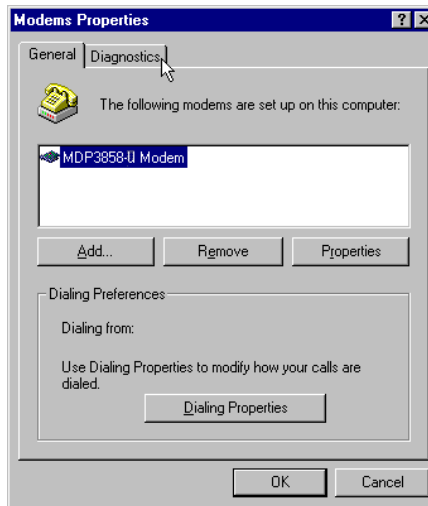 Modems Properties
General Diagnostics
The following modems are set up on this computer:
MDP3858-U Modem
Add... Remove Properties
Dialing Preferences
Dialing from:
Use Dialing Properties to modify how your calls are
dialed.
Dialing Properties
OK Cancel